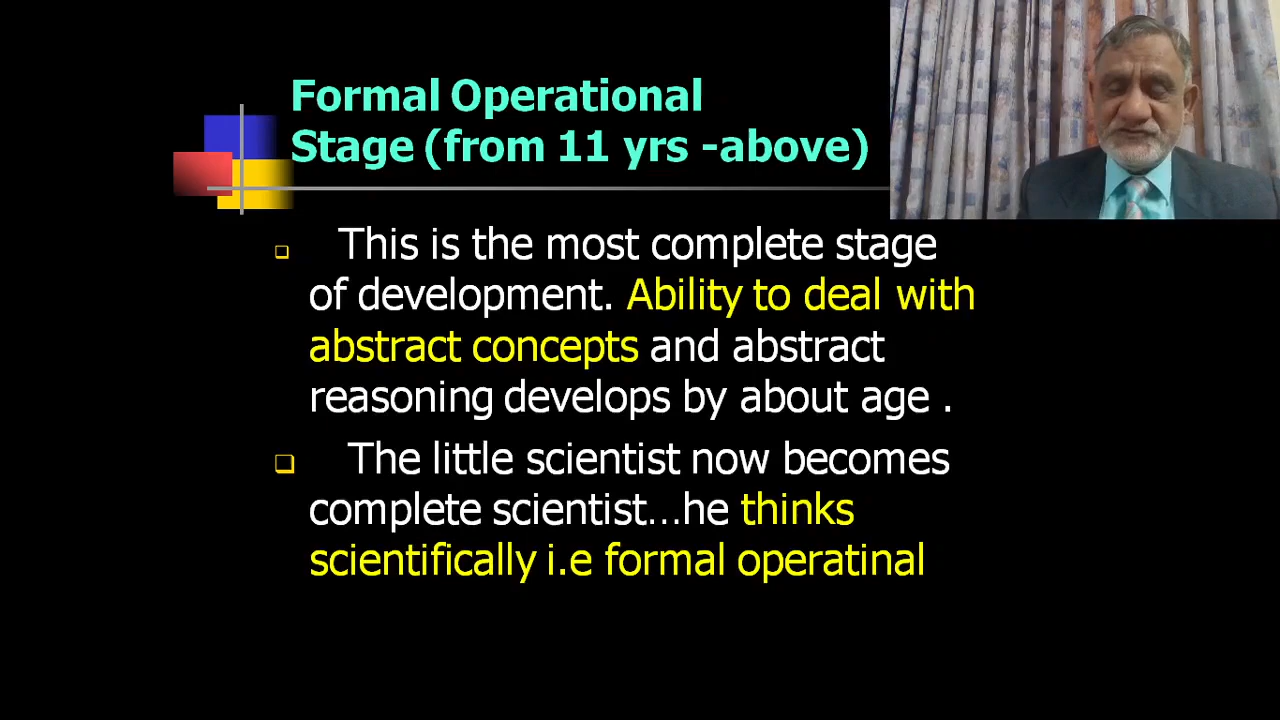 Formal Operational
Stage (from 11 yrs -above)
This is the most complete stage
of development. Ability to deal with
abstract concepts and abstract
reasoning develops by about age .
The little scientist now becomes
complete scientist...he thinks
scientifically i.e formal operatinal